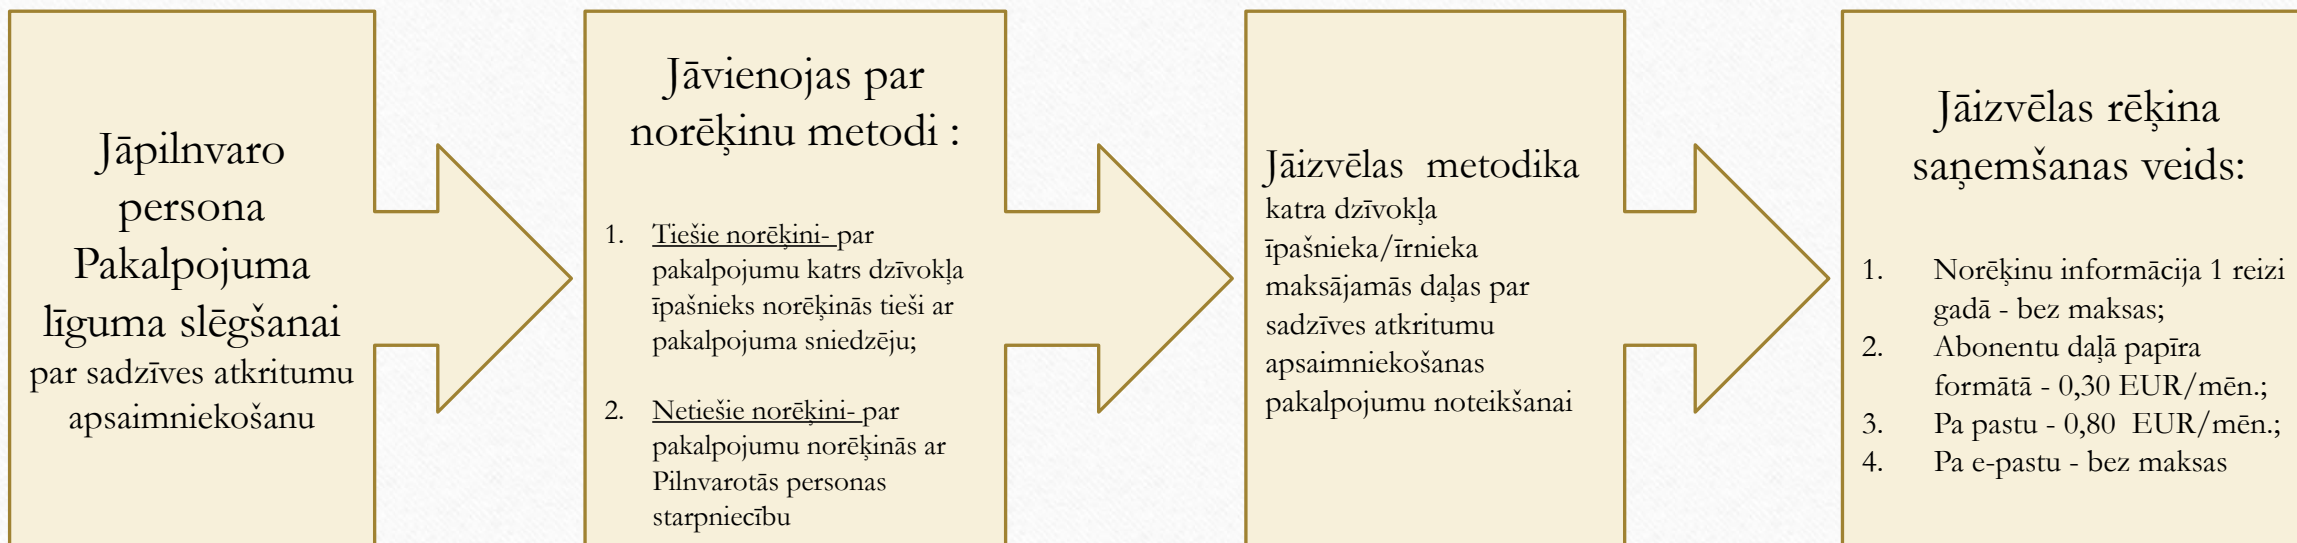 Jāpilnvaro
persona
Pakalpojuma
līguma slēgšanai
par sadzīves atkritumu
apsaimniekošanu
Jāvienojas par
norēķinu metodi :
1. Tiešie norēķini- par
pakalpojumu katrs dzīvokļa
īpašnieks norēķinās tieši ar
pakalpojuma sniedzēju;
2. Netiešie norēķini- par
pakalpojumu norēķinās ar
Pilnvarotās personas
starpniecību
Jāizvēlas metodika
katra dzīvokļa
īpašnieka/īrnieka
maksājamās daļas par
sadzīves atkritumu
apsaimniekošanas
pakalpojumu noteikšanai
Jāizvēlas rēķina
saņemšanas veids:
1. Norēķinu informācija 1 reizi
gadā - bez maksas;
2. Abonentu daļā papīra
formātā - 0,30 EUR/mēn.;
3. Pa pastu - 0,80 EUR/mēn.;
4. Pa e-pastu - bez maksas